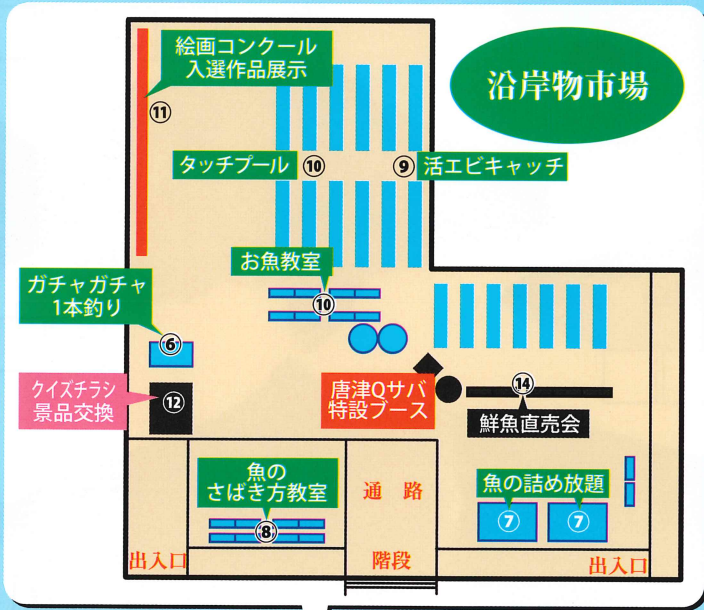 沿岸物市場
絵画コンクール
入選作品展示
⑪
タッチプール
⑩
⑨
活エビキャッチ
お魚教室
⑩
ガチャガチャ
1本釣り
⑥
クイズチラシ
景品交換
⑫
唐津Qサバ
特設ブース
⑭
鮮魚直売会
魚の
さばき方教室
⑧
通路
魚の詰め放題
⑦
⑦
出入口
階段
出入口